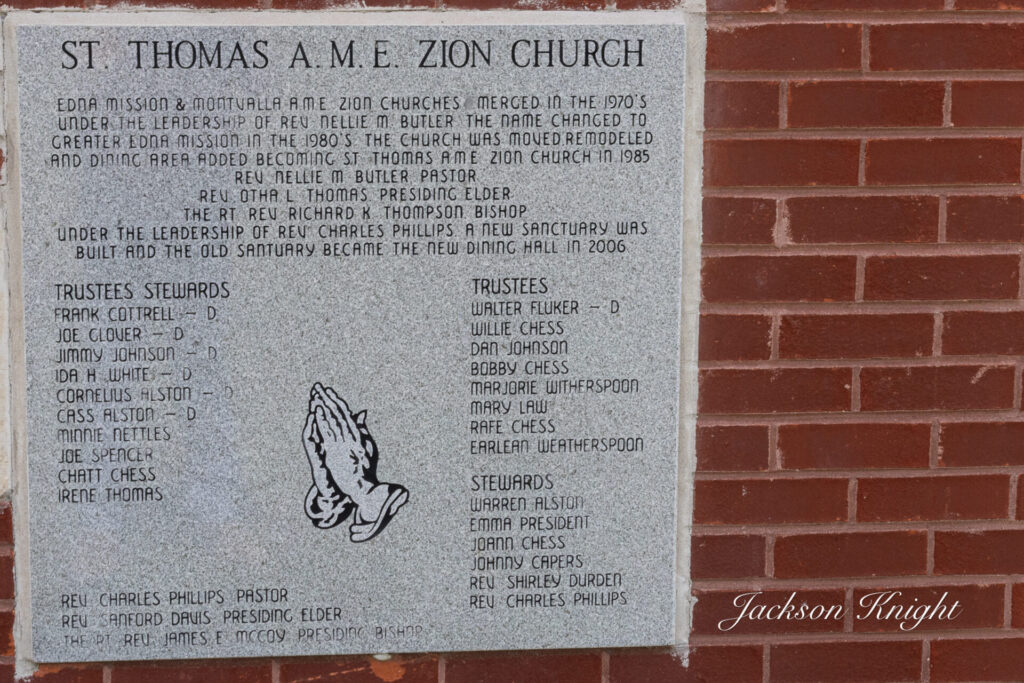 ST. THOMAS A.M.E. ZION CHURCH
EDNA MISSION & MONTVALLA A.M.E. ZION CHURCHES MERGED IN THE 1970'S
UNDER THE LEADERSHIP OF REV. NELLIE M. BUTLER THE NAME CHANGED TO
GREATER EDNA MISSION IN THE 1980'S. THE CHURCH WAS MOVED,REMODELED
AND DINING AREA ADDED BECOMING ST. THOMAS A.M.E. ZION CHURCH IN 1985
REV. NELLIE M. BUTLER PASTOR
REV. OTHA L. THOMAS, PRESIDING ELDER
THE RT. REV. RICHARD K. THOMPSON, BISHOP
UNDER THE LEADERSHIP OF REV. CHARLES PHILLIPS, A NEW SANCTUARY WAS
BUILT AND THE OLD SANTUARY BECAME THE NEW DINING HALL IN 2006.
TRUSTEES STEWARDS
FRANK COTTRELL - D
JOE GLOVER - D
JIMMY JOHNSON - D
IDA H. WHITE - D
CORNELIUS ALSTON - D
CASS ALSTON - D
MINNIE NETTLES
JOE SPENCER
CHATT CHESS
IRENE THOMAS
TRUSTEES
WALTER FLUKER - D
WILLIE CHESS
DAN JOHNSON
BOBBY CHESS
MARJORIE WITHERSPOON
MARY LAW
RAFE CHESS
EARLEAN WEATHERSPOON
STEWARDS
WARREN ALSTON
EMMA PRESIDENT
JOANN CHESS
JOHNNY CAPERS
REV. SHIRLEY DURDEN
REV. CHARLES PHILLIPS
REV. CHARLES PHILLIPS, PASTOR
REV. SANFORD DAVIS, PRESIDING ELDER
THE RT. REV. JAMES E. MCCOY, PRESIDING BISHOP
Jackson Knight